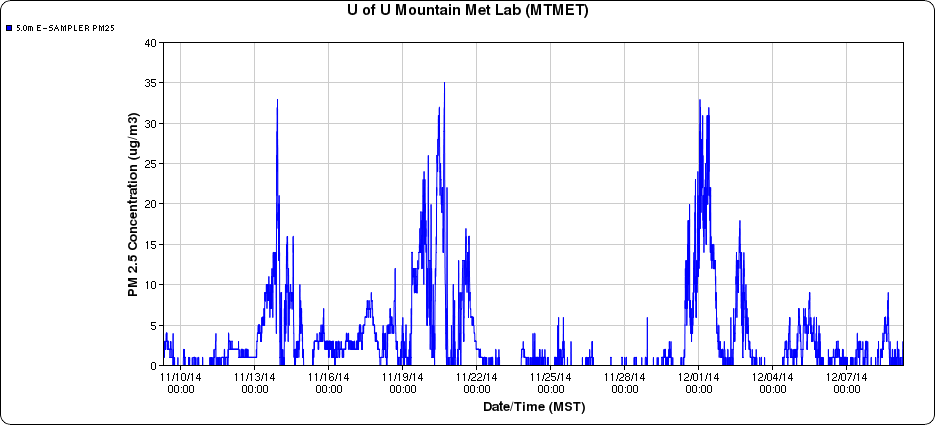 U of U Mountain Met Lab (MTMET)
5.0m E-SAMPLER PM25
PM 2.5 Concentration (ug/m3)
40
35
30
25
20
15
10
5
0
11/10/14 11/13/14 11/16/14 11/19/14 11/22/14 11/25/14 11/28/14 12/01/14 12/04/14 12/07/14
00:00 00:00 00:00 00:00 00:00 00:00 00:00 00:00 00:00 00:00
Date/Time (MST)